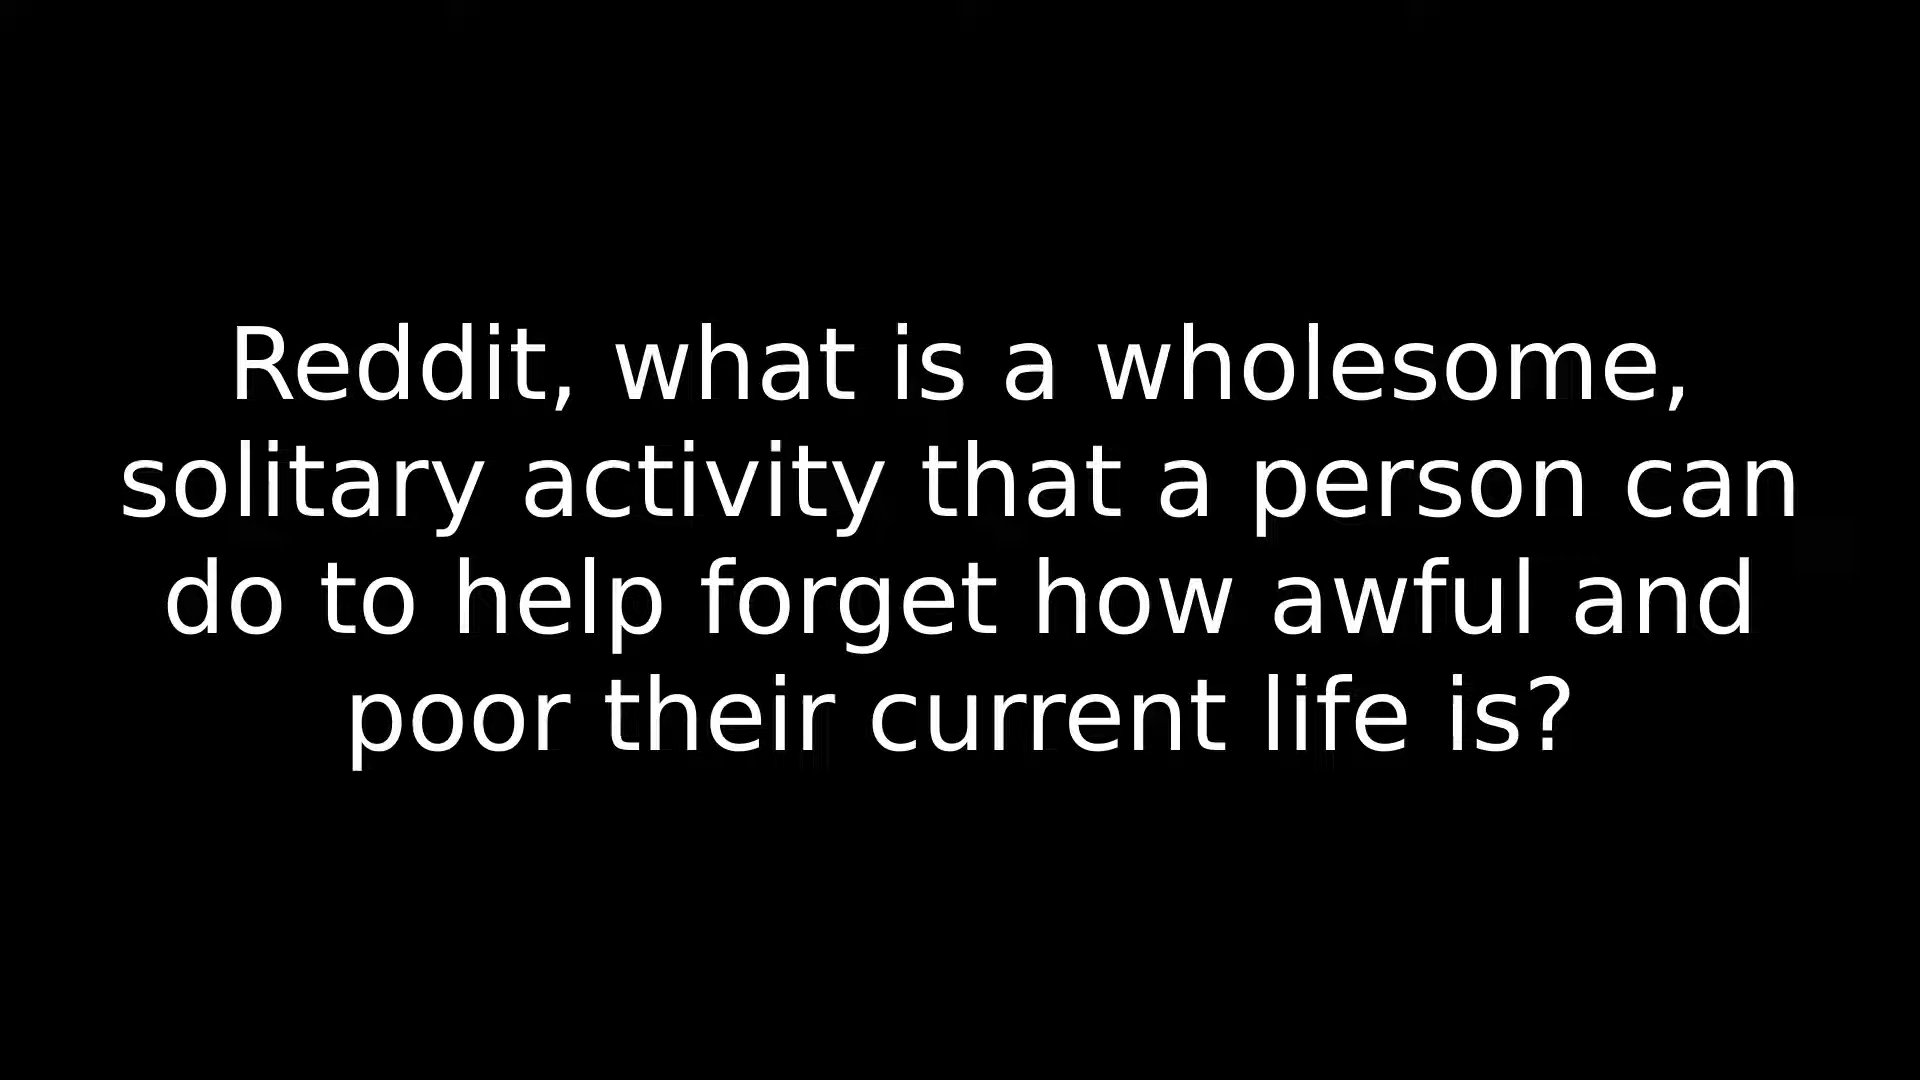 Reddit, what is a wholesome,
solitary activity that a person can
do to help forget how awful and
poor their current life is?